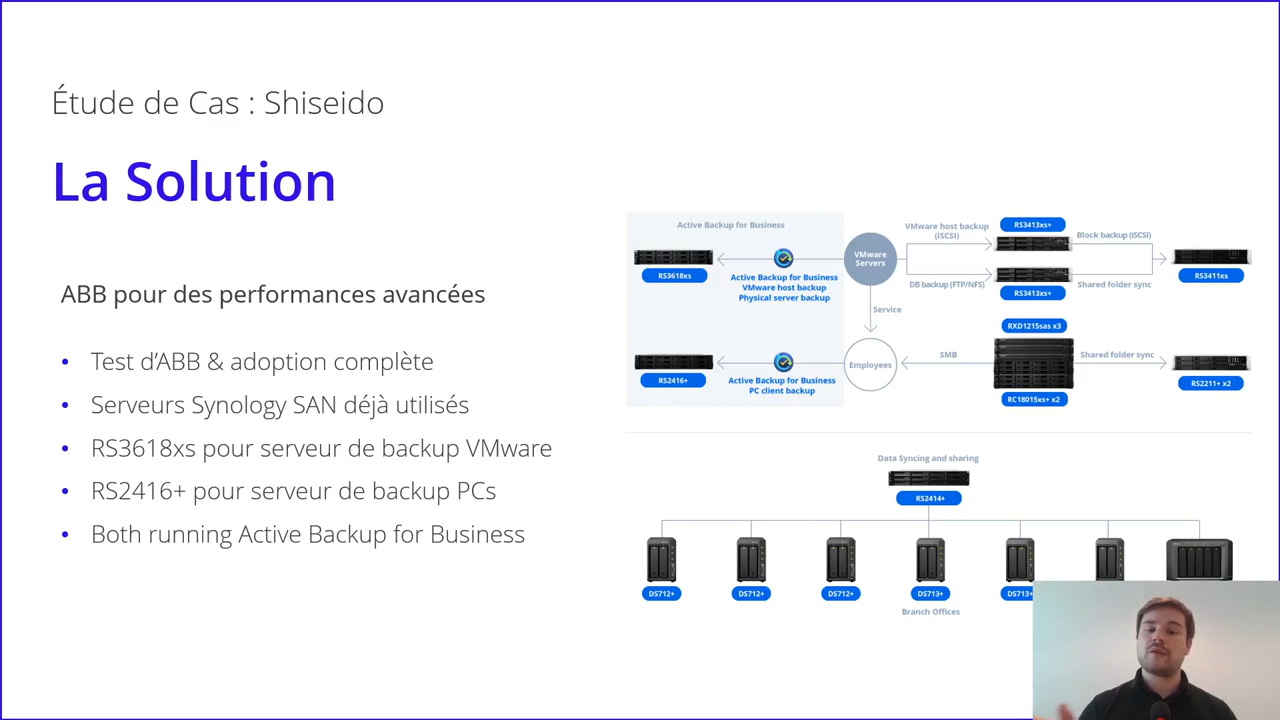 Étude de Cas : Shiseido
La Solution
ABB pour des performances avancées
• Test d’ABB & adoption complète
• Serveurs Synology SAN déjà utilisés
• RS3618xs pour serveur de backup VMware
• RS2416+ pour serveur de backup PCs
• Both running Active Backup for Business
Active Backup for Business
RS3618xs
Active Backup for Business
VMware host backup
Physical server backup
VMware
Servers
VMware host backup
(iSCSI)
RS3413xs+
Block backup (iSCSI)
DB backup (FTP/NFS)
RS3413xs+
Shared folder sync
RS3411xs
Service
RXD1215sas x3
RS2416+
Active Backup for Business
PC client backup
Employees
SMB
RC18015xs+ x2
Shared folder sync
RS2211+ x2
Data Syncing and sharing
RS2414+
DS712+
DS712+
DS712+
DS713+
DS713+
Branch Offices